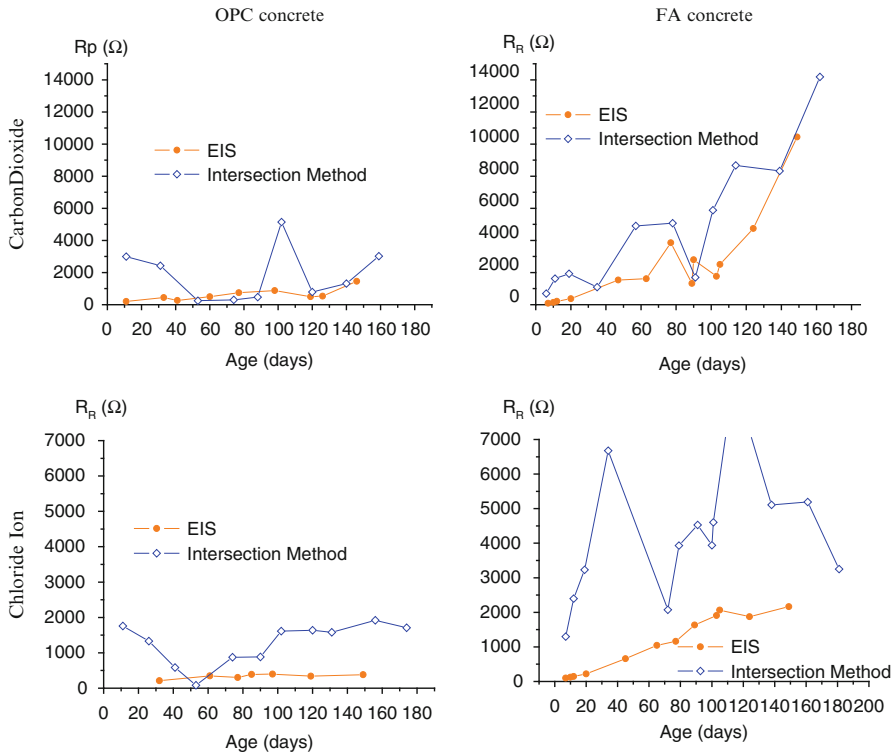 OPC concrete
FA concrete
CarbonDioxide
Rp (Ω)
14000
12000
10000
8000
6000
4000
2000
0
EIS
Intersection Method
0 20 40 60 80 100 120 140 160 180
Age (days)
R_R (Ω)
14000
12000
10000
8000
6000
4000
2000
0
EIS
Intersection Method
0 20 40 60 80 100 120 140 160 180
Age (days)
Chloride Ion
R_R (Ω)
7000
6000
5000
4000
3000
2000
1000
0
EIS
Intersection Method
0 20 40 60 80 100 120 140 160 180
Age (days)
R_R (Ω)
7000
6000
5000
4000
3000
2000
1000
0
EIS
Intersection Method
0 20 40 60 80 100 120 140 160 180 200
Age (days)